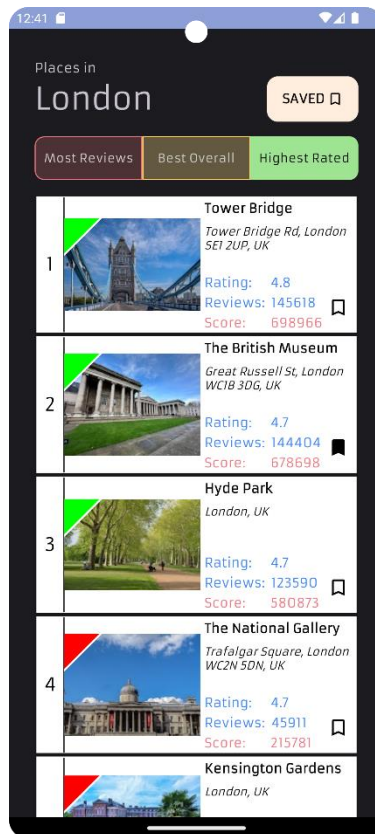 12:41
Places in
London
SAVED
Most Reviews
Best Overall
Highest Rated
1
Tower Bridge
Tower Bridge Rd, London
SE1 2UP, UK
Rating: 4.8
Reviews: 145618
Score: 698966
2
The British Museum
Great Russell St, London
WC1B 3DG, UK
Rating: 4.7
Reviews: 144404
Score: 678698
3
Hyde Park
London, UK
Rating: 4.7
Reviews: 123590
Score: 580873
4
The National Gallery
Trafalgar Square, London
WC2N 5DN, UK
Rating: 4.7
Reviews: 45911
Score: 215781
Kensington Gardens
London, UK